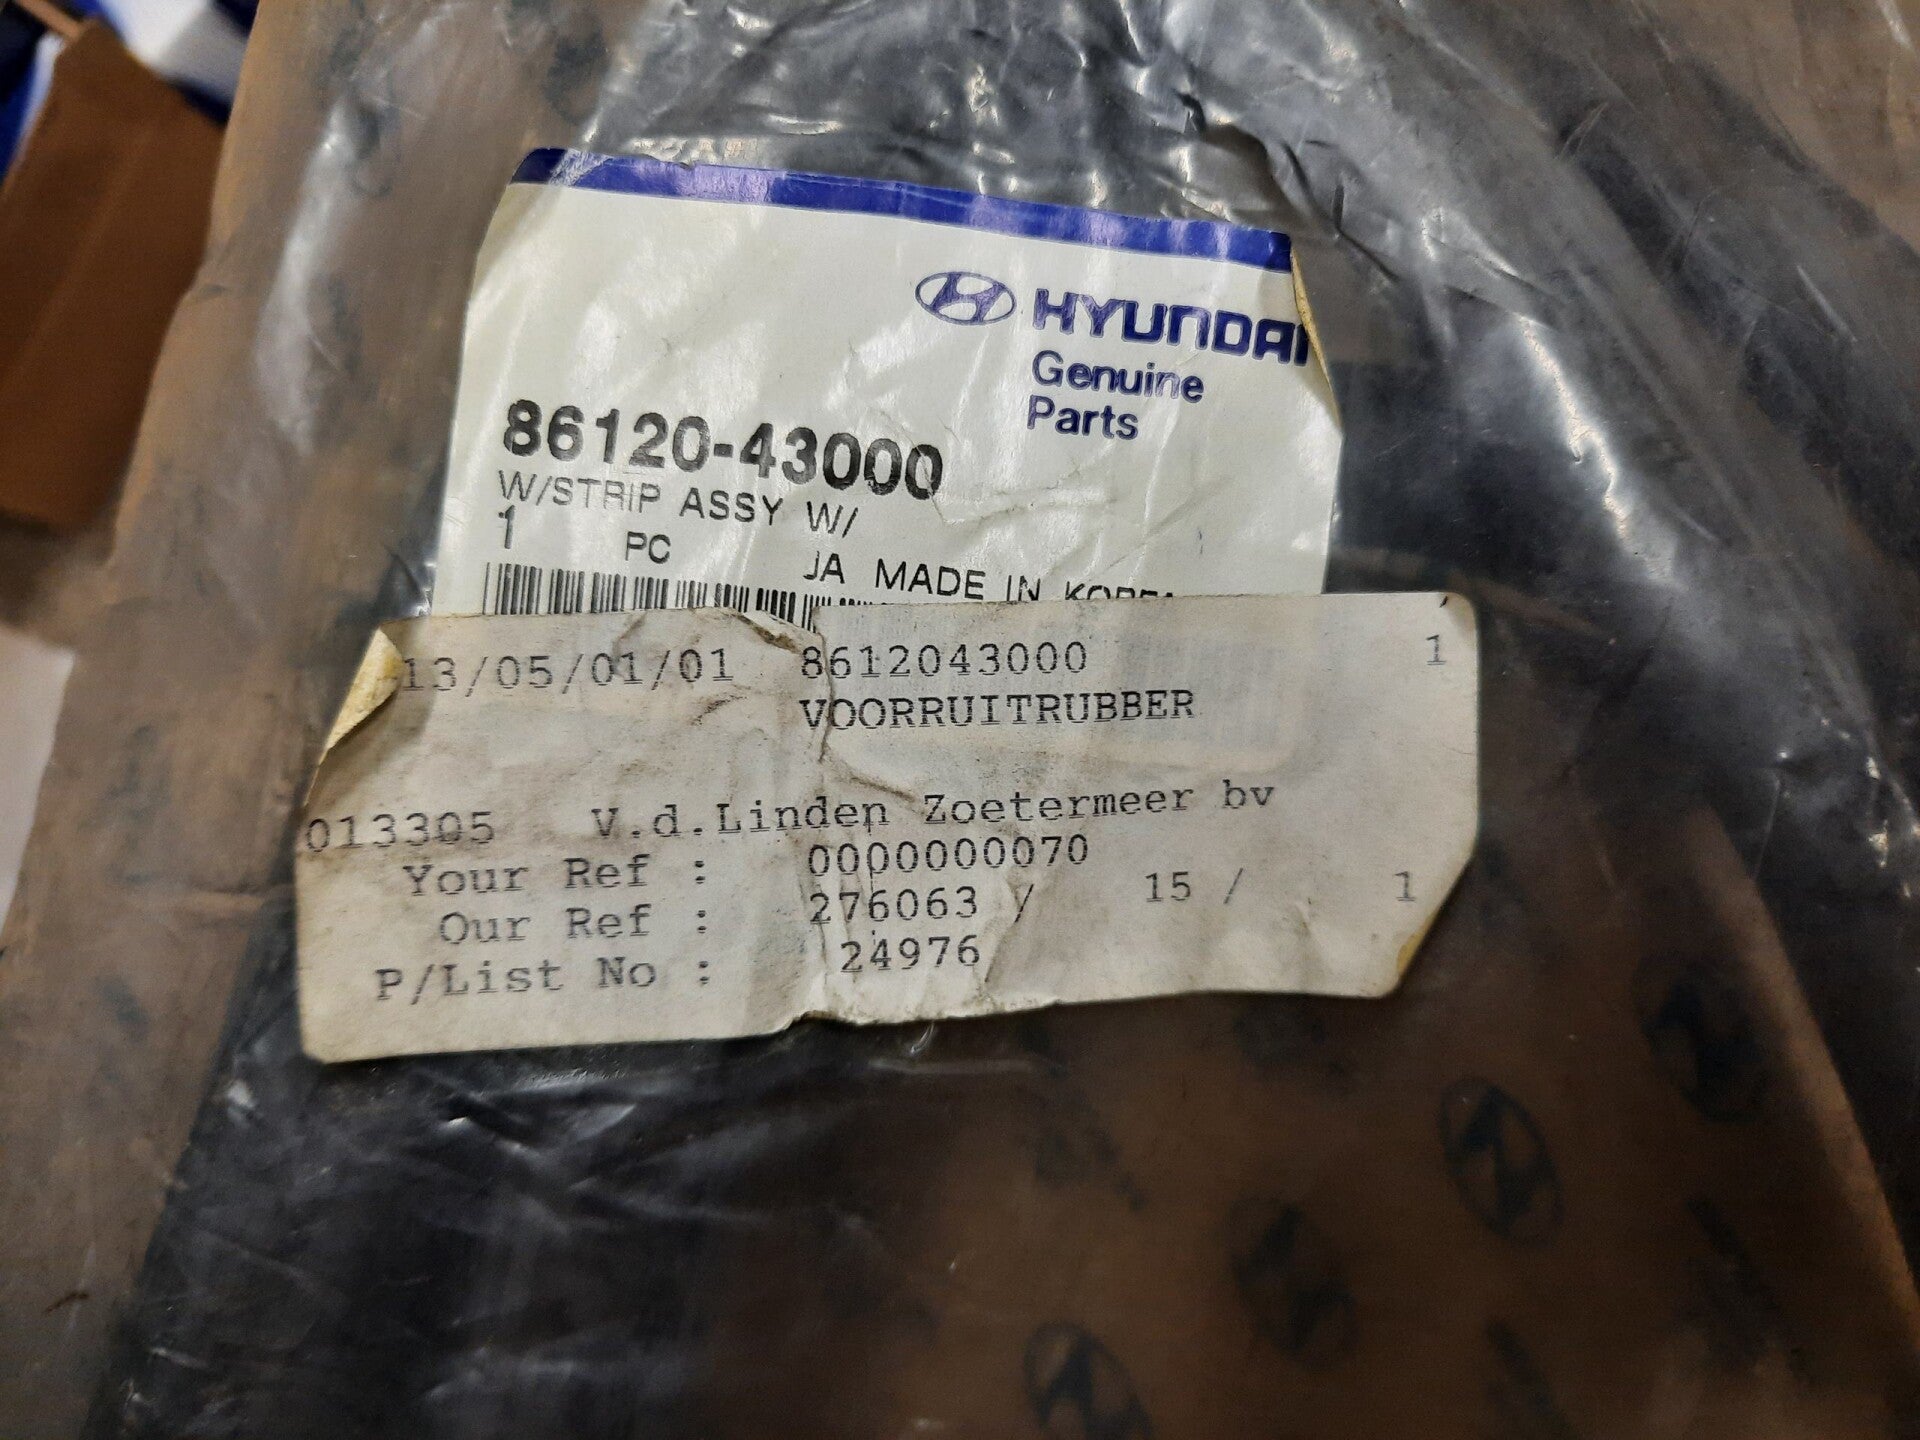 HYUNDAI
Genuine
Parts
86120-43000
W/STRIP ASSY W/
1 PC JA MADE IN KOREA
13/05/01/01 8612043000 1
VOORRUITRUBBER
013305 V.d.Linden Zoetermeer bv
Your Ref : 0000000070
Our Ref : 276063 / 15 / 1
P/List No : 24976